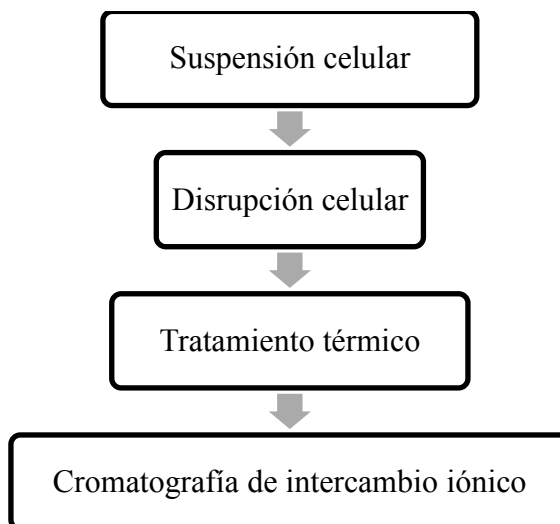 Suspensión celular
Disrupción celular
Tratamiento térmico
Cromatografía de intercambio iónico